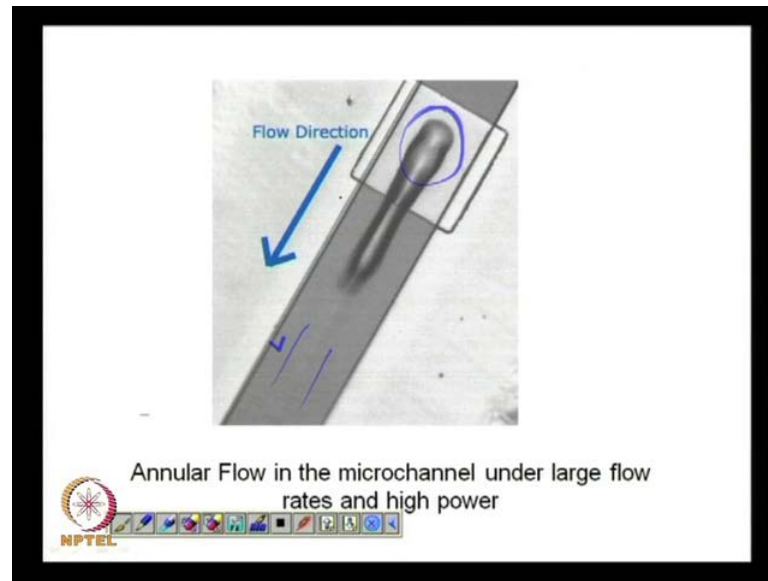 Flow Direction
Annular Flow in the microchannel under large flow
rates and high power
NPTEL